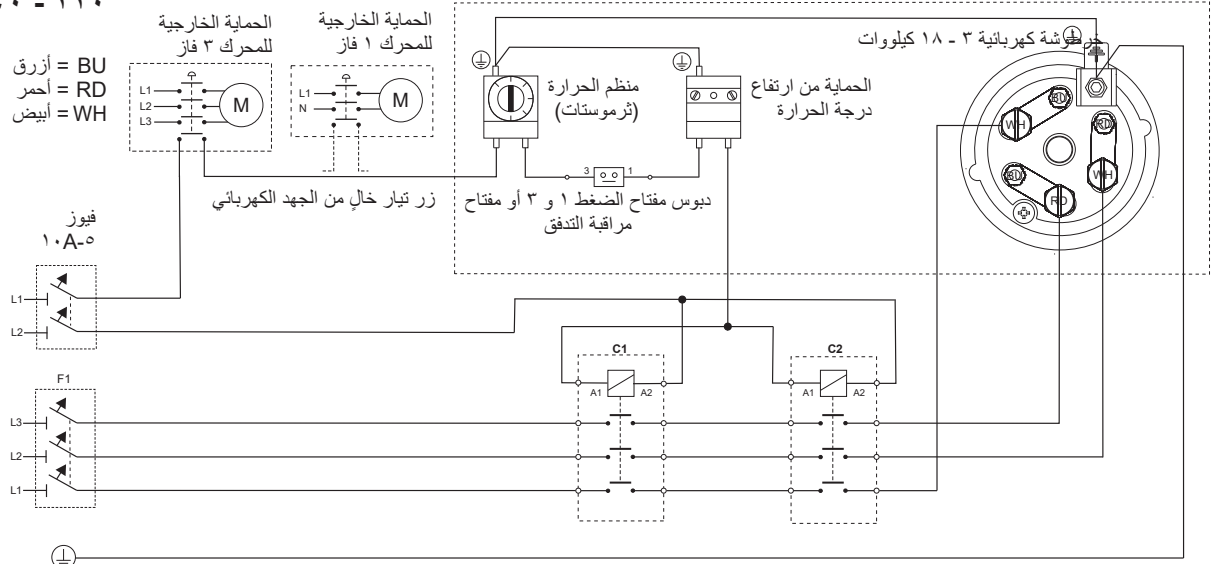 الحماية الخارجية
للمحرك ٣ فاز
الحماية الخارجية
للمحرك ١ فاز
BU = أزرق
RD = أحمر
WH = أبيض
L1
L2
L3
M
L1
N
M
منظم الحرارة
(ثرموستات)
الحماية من ارتفاع
درجة الحرارة
خرطوشة كهربائية ٣ - ١٨ كيلووات
BU
WH
RD
WH
BU
RD
زر تيار خالٍ من الجهد الكهربائي
3 1
دبوس مفتاح الضغط ١ و ٣ أو مفتاح
مراقبة التدفق
فيوز
١٠A-٥
L1
L2
C1
C2
A1 A2
A1 A2
F1
L3
L2
L1